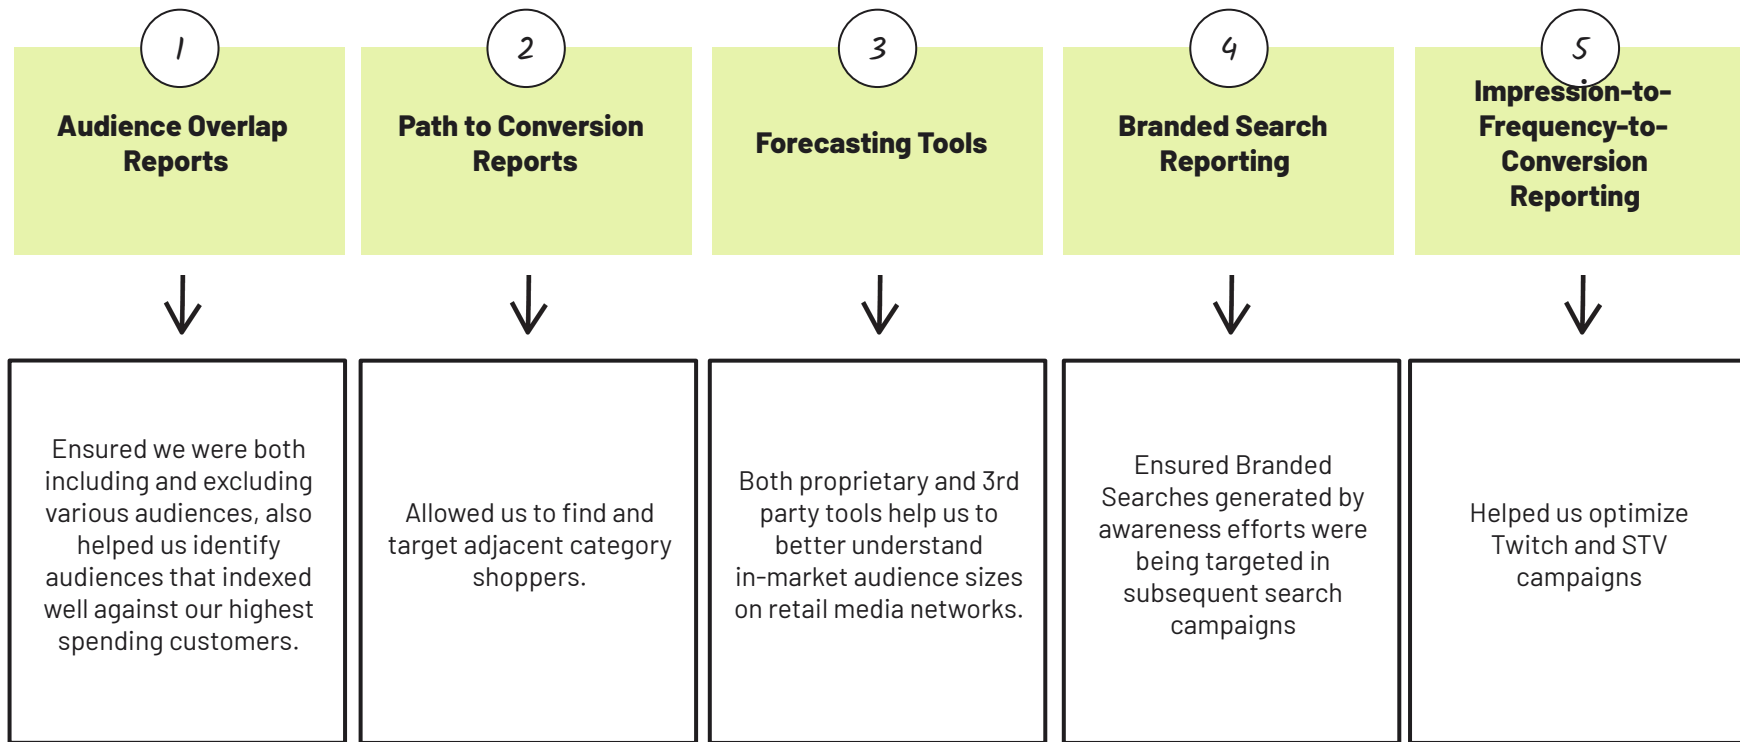 1
Audience Overlap
Reports
Ensured we were both
including and excluding
various audiences, also
helped us identify
audiences that indexed
well against our highest
spending customers.
2
Path to Conversion
Reports
Allowed us to find and
target adjacent category
shoppers.
3
Forecasting Tools
Both proprietary and 3rd
party tools help us to
better understand
in-market audience sizes
on retail media networks.
4
Branded Search
Reporting
Ensured Branded
Searches generated by
awareness efforts were
being targeted in
subsequent search
campaigns
5
Impression-to-
Frequency-to-
Conversion
Reporting
Helped us optimize
Twitch and STV
campaigns